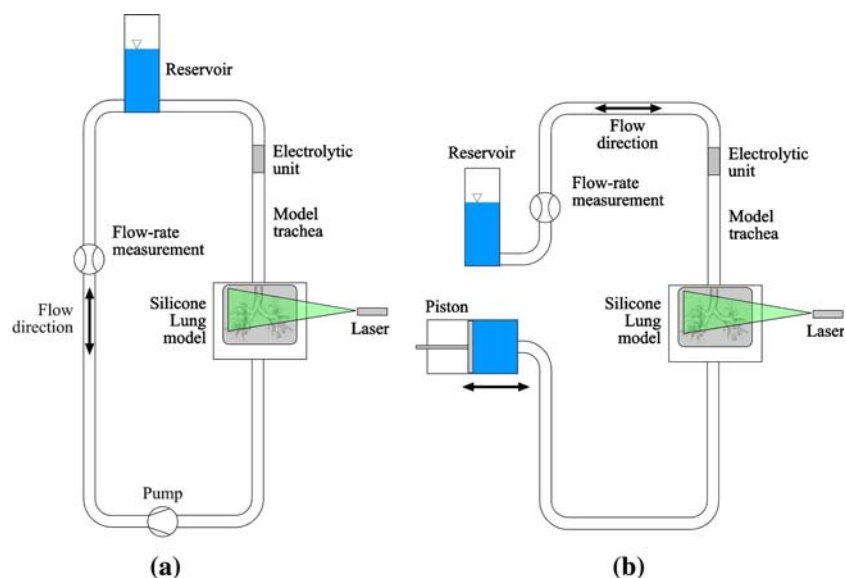 Reservoir
Electrolytic
unit
Flow-rate
measurement
Model
trachea
Flow
direction
Silicone
Lung
model
Laser
Pump
(a)
Flow
direction
Reservoir
Electrolytic
unit
Flow-rate
measurement
Model
trachea
Piston
Silicone
Lung
model
Laser
(b)